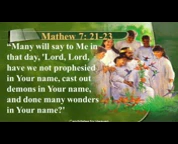 Mathew 7: 21-23
“Many will say to Me in
that day, 'Lord, Lord,
have we not prophesied
in Your name, cast out
demons in Your name,
and done many wonders
in Your name?'